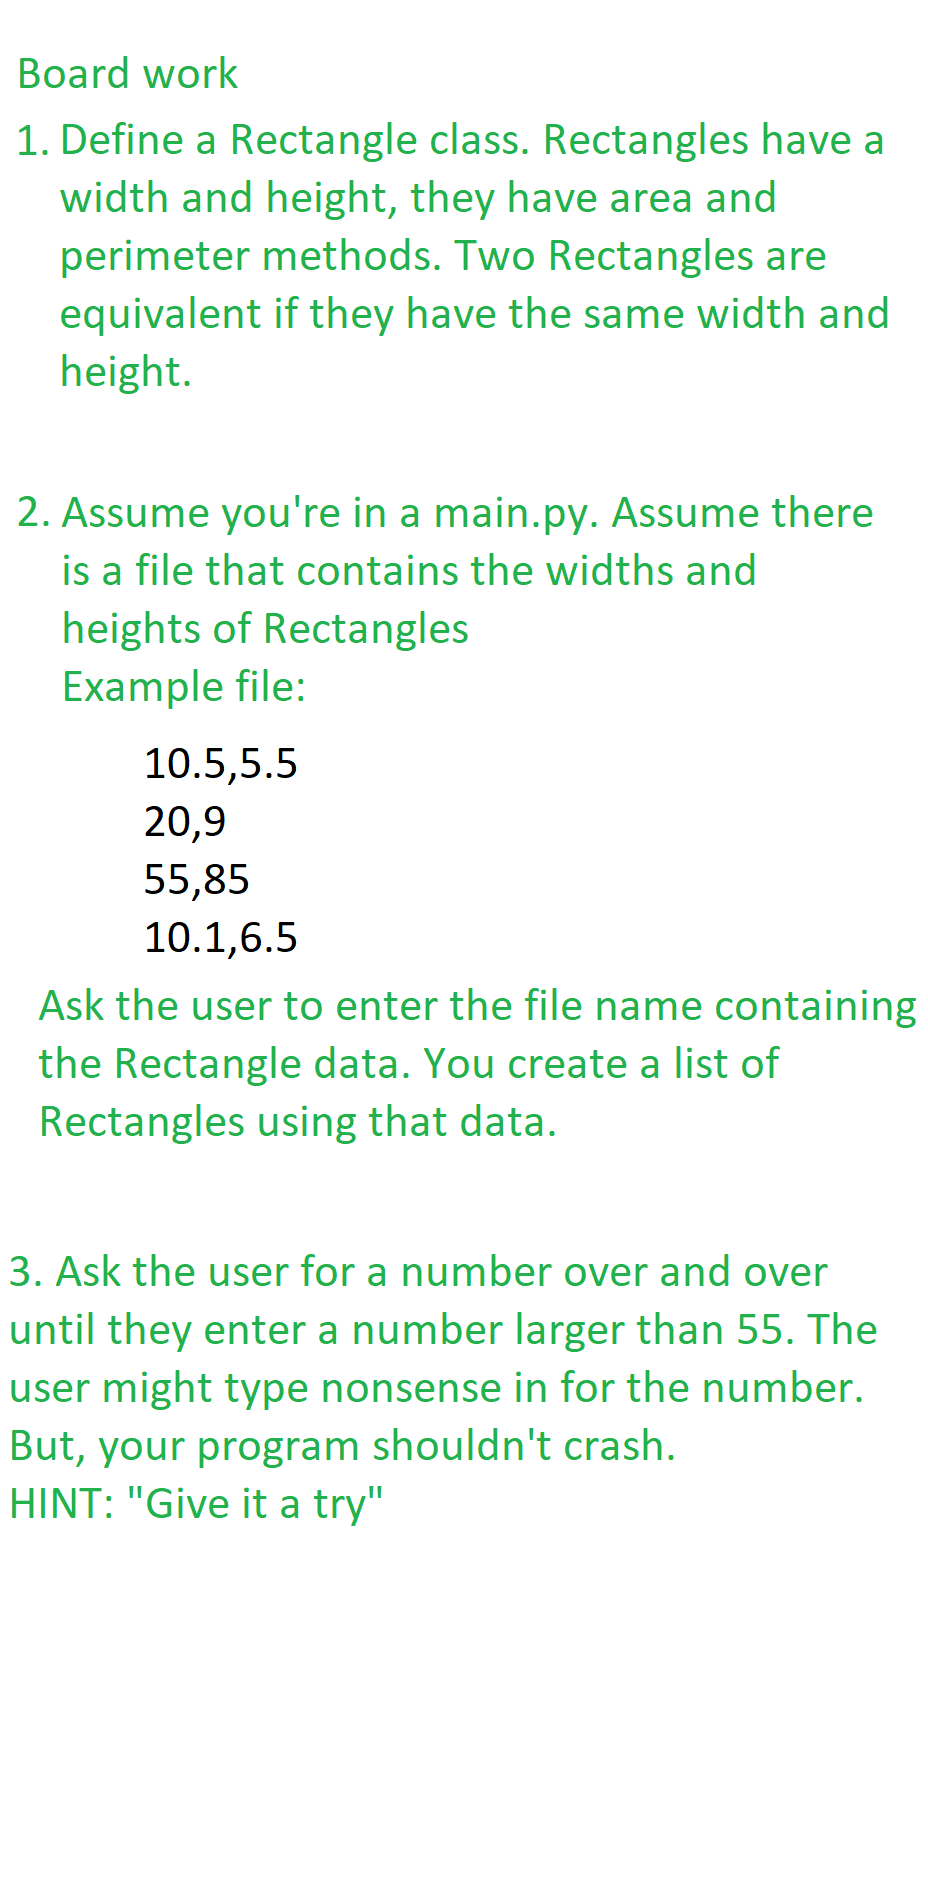 Board work
1. Define a Rectangle class. Rectangles have a
width and height, they have area and
perimeter methods. Two Rectangles are
equivalent if they have the same width and
height.
2. Assume you're in a main.py. Assume there
is a file that contains the widths and
heights of Rectangles
Example file:
10.5,5.5
20,9
55,85
10.1,6.5
Ask the user to enter the file name containing
the Rectangle data. You create a list of
Rectangles using that data.
3. Ask the user for a number over and over
until they enter a number larger than 55. The
user might type nonsense in for the number.
But, your program shouldn't crash.
HINT: "Give it a try"